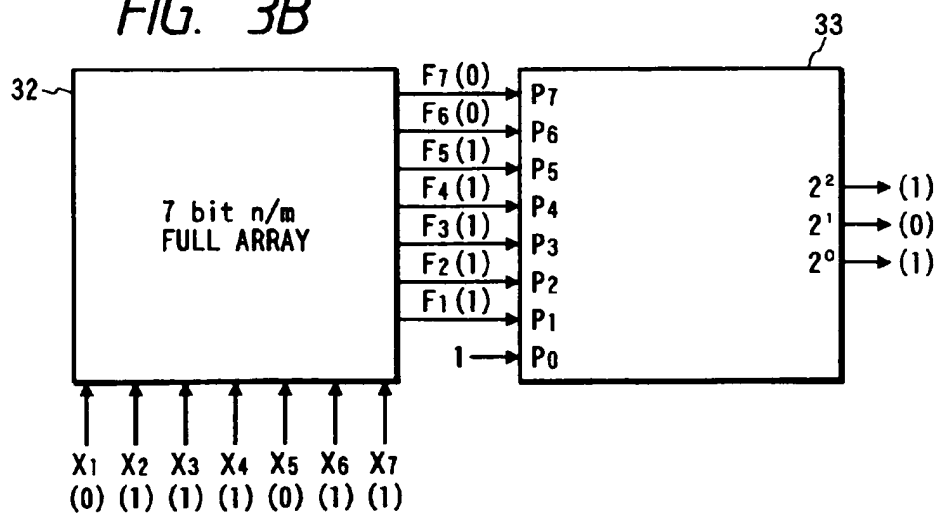 FIG. 3B
33
32
F7(0)
F6(0)
F5(1)
F4(1)
F3(1)
F2(1)
F1(1)
1
7 bit n/m
FULL ARRAY
P7
P6
P5
P4
P3
P2
P1
P0
2² (1)
2¹ (0)
2⁰ (1)
X1 X2 X3 X4 X5 X6 X7
(0) (1) (1) (1) (0) (1) (1)